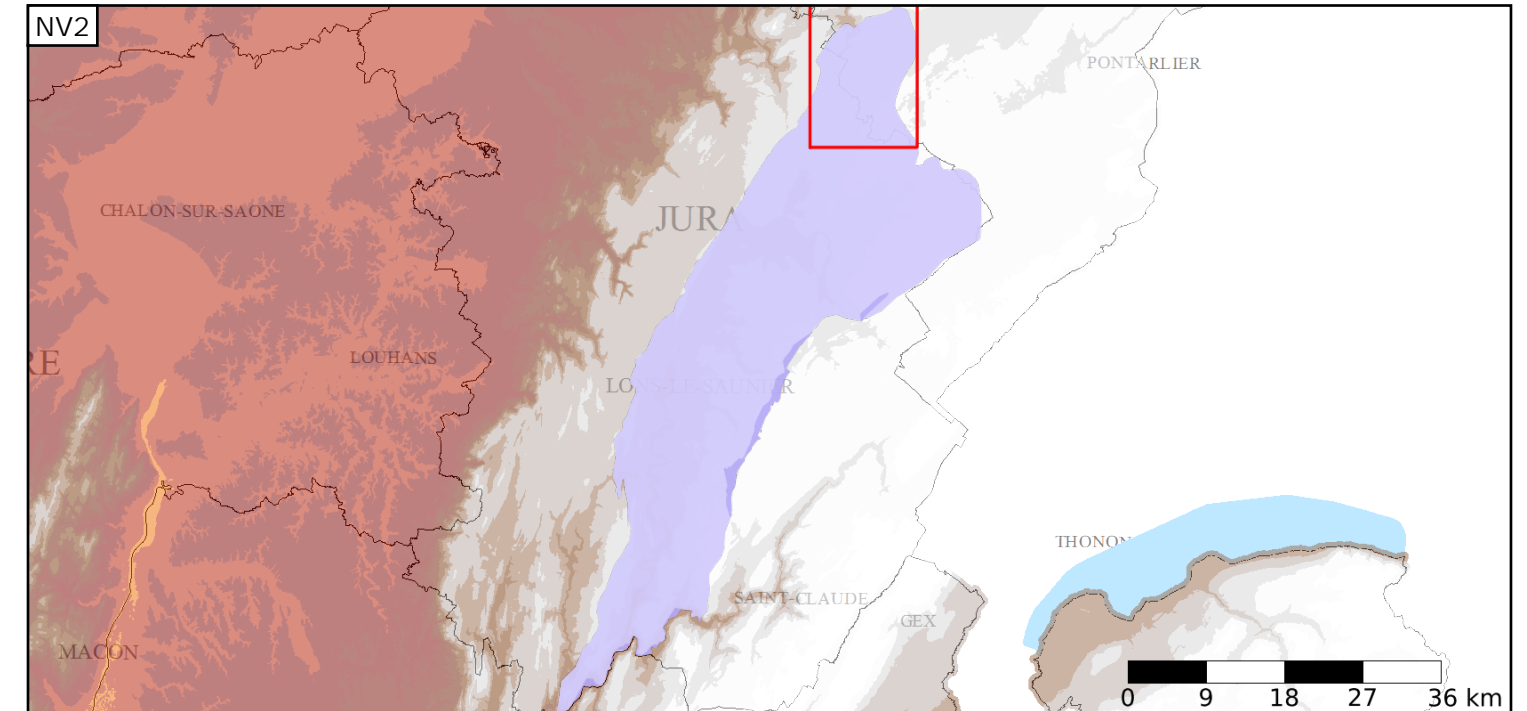 NV2
PONTARLIER
CHALON-SUR-SAONE
JURA
LOUHANS
RE
LONS-LE-SAUNIER
THONON
SAINT-CLAUDE
GEX
MACON
0 9 18 27 36 km